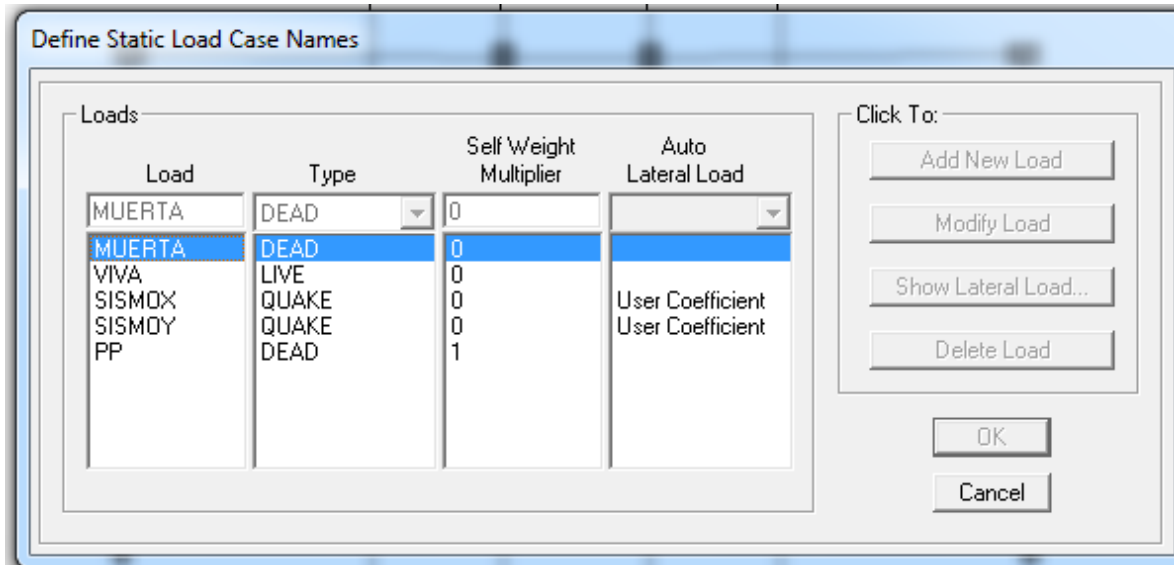 Define Static Load Case Names
Loads
Click To:
Load Type Self Weight Multiplier Auto Lateral Load
MUERTA DEAD 0
MUERTA DEAD 0
VIVA LIVE 0
SISMOX QUAKE 0 User Coefficient
SISMOY QUAKE 0 User Coefficient
PP DEAD 1
Add New Load
Modify Load
Show Lateral Load...
Delete Load
OK
Cancel